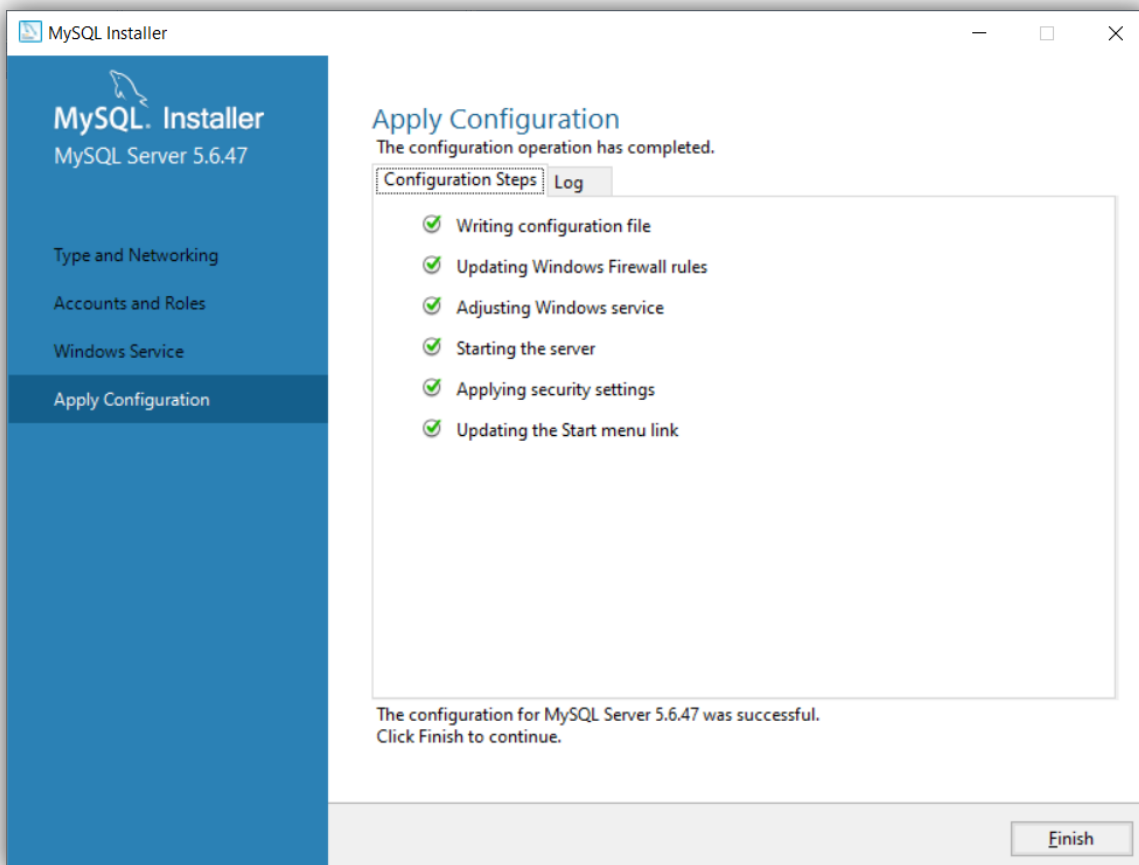 MySQL Installer
MySQL. Installer
MySQL Server 5.6.47
Type and Networking
Accounts and Roles
Windows Service
Apply Configuration
Apply Configuration
The configuration operation has completed.
Configuration Steps
Log
Writing configuration file
Updating Windows Firewall rules
Adjusting Windows service
Starting the server
Applying security settings
Updating the Start menu link
The configuration for MySQL Server 5.6.47 was successful.
Click Finish to continue.
Finish